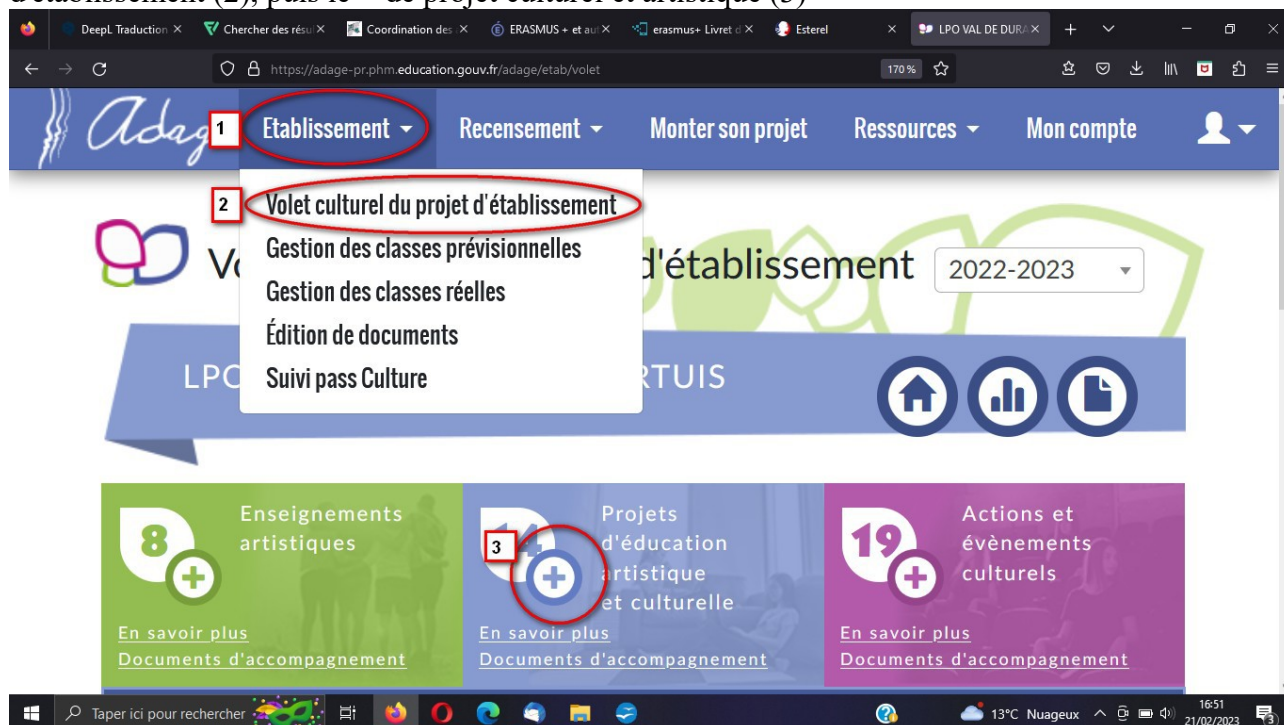 d'établissement (2), puis le + de projet culturel et artistique (3)
DeepL Traduction
Chercher des résul
Coordination des
ERASMUS + et aut
erasmus+ Livret d
Esterel
LPO VAL DE DURA
https://adage-pr.phm.education.gouv.fr/adage/etab/volet
170 %
Adag
1
Etablissement
Recensement
Monter son projet
Ressources
Mon compte
2
Volet culturel du projet d'établissement
Gestion des classes prévisionnelles
Gestion des classes réelles
Édition de documents
Suivi pass Culture
Vo
d'établissement
2022-2023
LPO
RTUIS
8
Enseignements
artistiques
En savoir plus
Documents d'accompagnement
3
14
Projets
d'éducation
artistique
et culturelle
En savoir plus
Documents d'accompagnement
19
Actions et
évènements
culturels
En savoir plus
Documents d'accompagnement
Taper ici pour rechercher
13°C Nuageux
16:51
21/02/2023